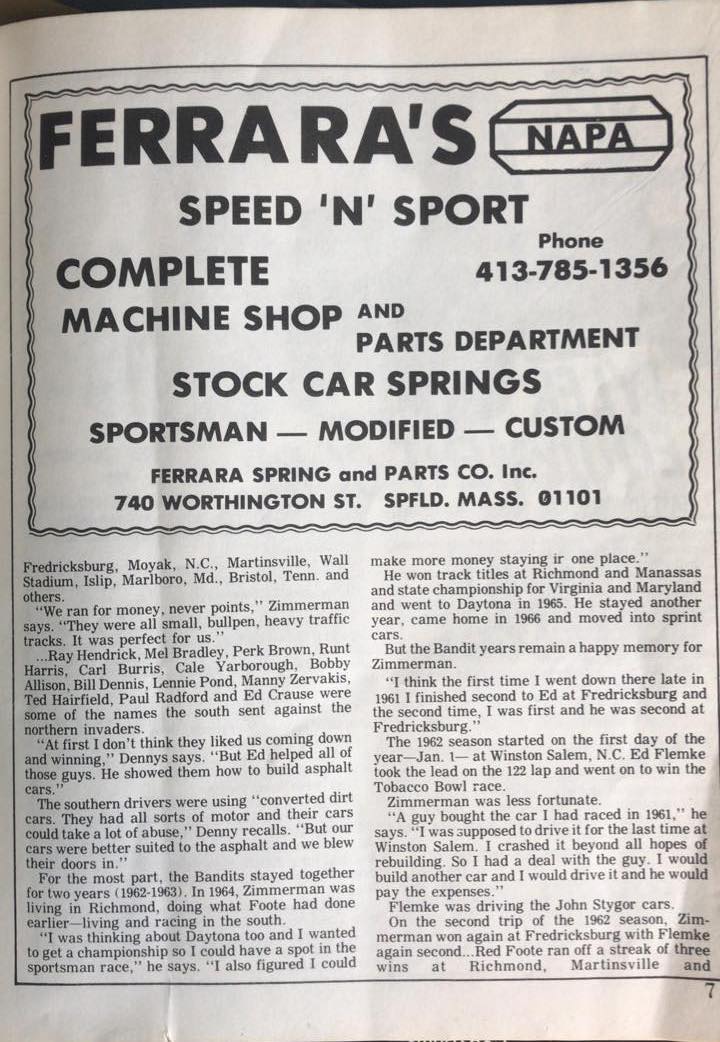 FERRARA'S NAPA
SPEED 'N' SPORT
Phone
COMPLETE 413-785-1356
MACHINE SHOP AND
PARTS DEPARTMENT
STOCK CAR SPRINGS
SPORTSMAN — MODIFIED — CUSTOM
FERRARA SPRING and PARTS CO. Inc.
740 WORTHINGTON ST. SPFLD. MASS. 01101
Fredricksburg, Moyak, N.C., Martinsville, Wall
Stadium, Islip, Marlboro, Md., Bristol, Tenn. and
others.
"We ran for money, never points," Zimmerman
says. "They were all small, bullpen, heavy traffic
tracks. It was perfect for us."
...Ray Hendrick, Mel Bradley, Perk Brown, Runt
Harris, Carl Burris, Cale Yarborough, Bobby
Allison, Bill Dennis, Lennie Pond, Manny Zervakis,
Ted Hairfield, Paul Radford and Ed Crause were
some of the names the south sent against the
northern invaders.
"At first I don't think they liked us coming down
and winning," Dennys says. "But Ed helped all of
those guys. He showed them how to build asphalt
cars."
The southern drivers were using "converted dirt
cars. They had all sorts of motor and their cars
could take a lot of abuse," Denny recalls. "But our
cars were better suited to the asphalt and we blew
their doors in."
For the most part, the Bandits stayed together
for two years (1962-1963). In 1964, Zimmerman was
living in Richmond, doing what Foote had done
earlier—living and racing in the south.
"I was thinking about Daytona too and I wanted
to get a championship so I could have a spot in the
sportsman race," he says. "I also figured I could
make more money staying ir one place."
He won track titles at Richmond and Manassas
and state championship for Virginia and Maryland
and went to Daytona in 1965. He stayed another
year, came home in 1966 and moved into sprint
cars.
But the Bandit years remain a happy memory for
Zimmerman.
"I think the first time I went down there late in
1961 I finished second to Ed at Fredricksburg and
the second time, I was first and he was second at
Fredricksburg."
The 1962 season started on the first day of the
year—Jan. 1— at Winston Salem, N.C. Ed Flemke
took the lead on the 122 lap and went on to win the
Tobacco Bowl race.
Zimmerman was less fortunate.
"A guy bought the car I had raced in 1961," he
says. "I was supposed to drive it for the last time at
Winston Salem. I crashed it beyond all hopes of
rebuilding. So I had a deal with the guy. I would
build another car and I would drive it and he would
pay the expenses."
Flemke was driving the John Stygor cars.
On the second trip of the 1962 season, Zim-
merman won again at Fredricksburg with Flemke
again second...Red Foote ran off a streak of three
wins at Richmond, Martinsville and
7